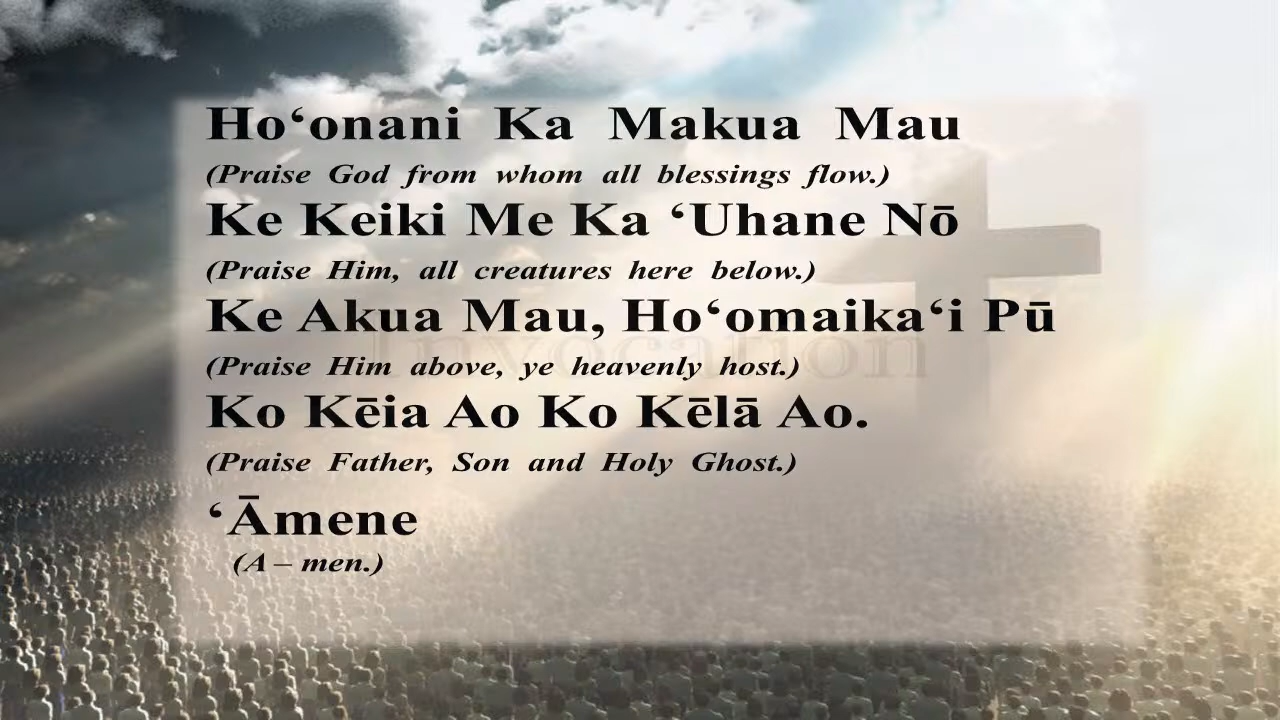 Hoʻonani Ka Makua Mau
(Praise God from whom all blessings flow.)
Ke Keiki Me Ka ʻUhane Nō
(Praise Him, all creatures here below.)
Ke Akua Mau, Hoʻomaikaʻi Pū
Invocation
(Praise Him above, ye heavenly host.)
Ko Kēia Ao Ko Kēlā Ao.
(Praise Father, Son and Holy Ghost.)
ʻĀmene
(A – men.)